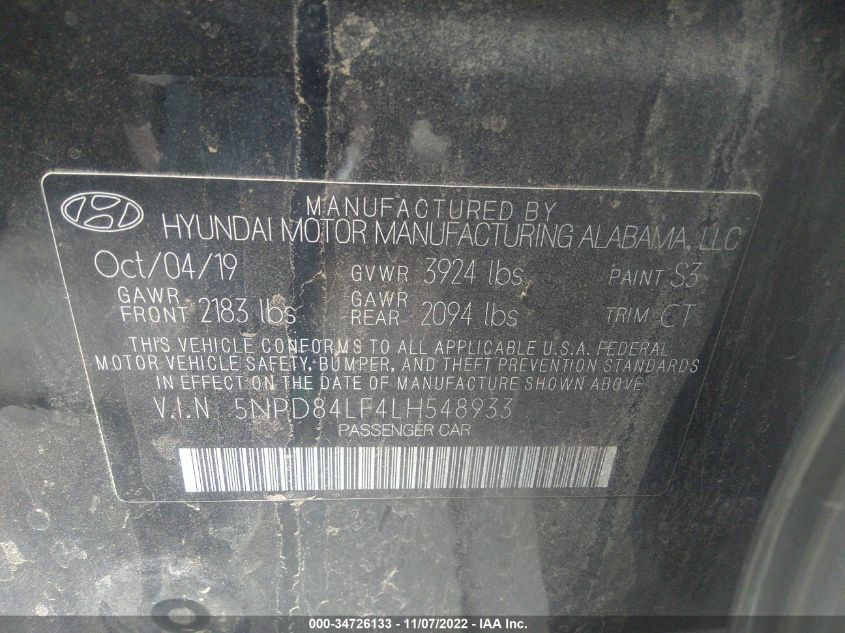 MANUFACTURED BY
HYUNDAI MOTOR MANUFACTURING ALABAMA, LLC
Oct/04/19 GVWR 3924 lbs PAINT S3
GAWR FRONT 2183 lbs GAWR REAR 2094 lbs TRIM CT
THIS VEHICLE CONFORMS TO ALL APPLICABLE U.S.A. FEDERAL
MOTOR VEHICLE SAFETY, BUMPER, AND THEFT PREVENTION STANDARDS
IN EFFECT ON THE DATE OF MANUFACTURE SHOWN ABOVE.
V.I.N 5NPD84LF4LH548933
PASSENGER CAR
000-34726133 - 11/07/2022 - IAA Inc.